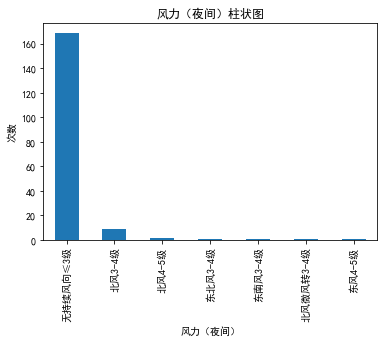 风力（夜间）柱状图
次数
160
140
120
100
80
60
40
20
0
无持续风向≤3级
北风3-4级
北风4-5级
东北风3-4级
东南风3-4级
北风微风转3-4级
东风4-5级
风力（夜间）